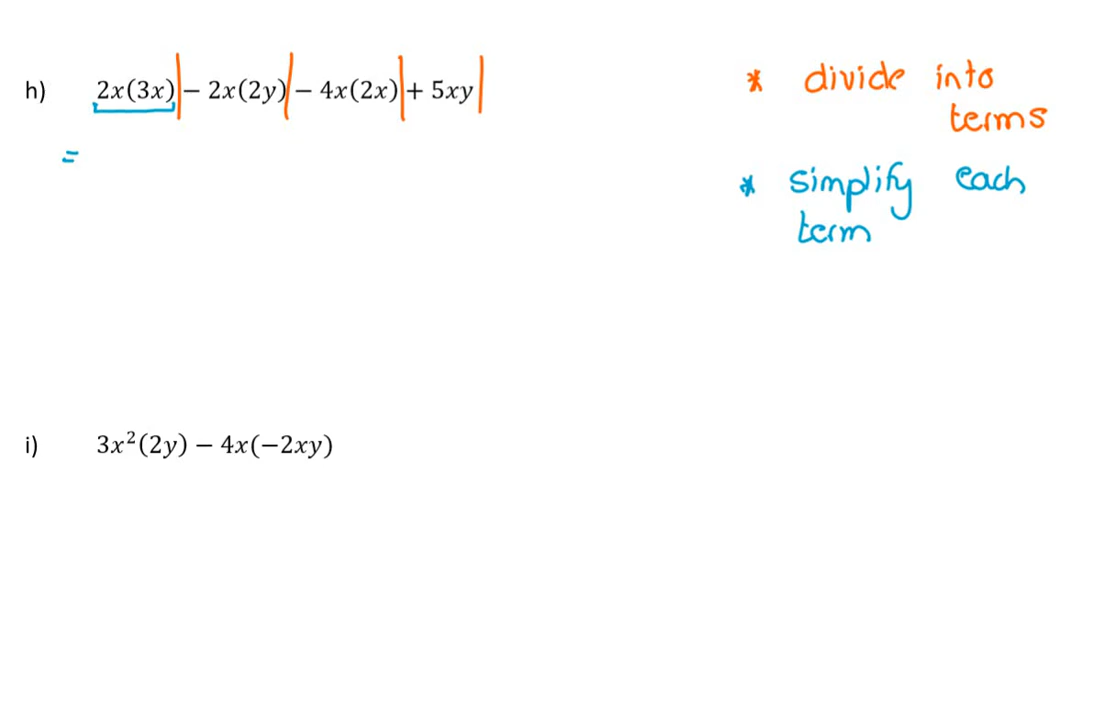 h) 2x(3x) − 2x(2y) − 4x(2x) + 5xy
=
* divide into
terms
* simplify each
term
i) 3x²(2y) − 4x(−2xy)